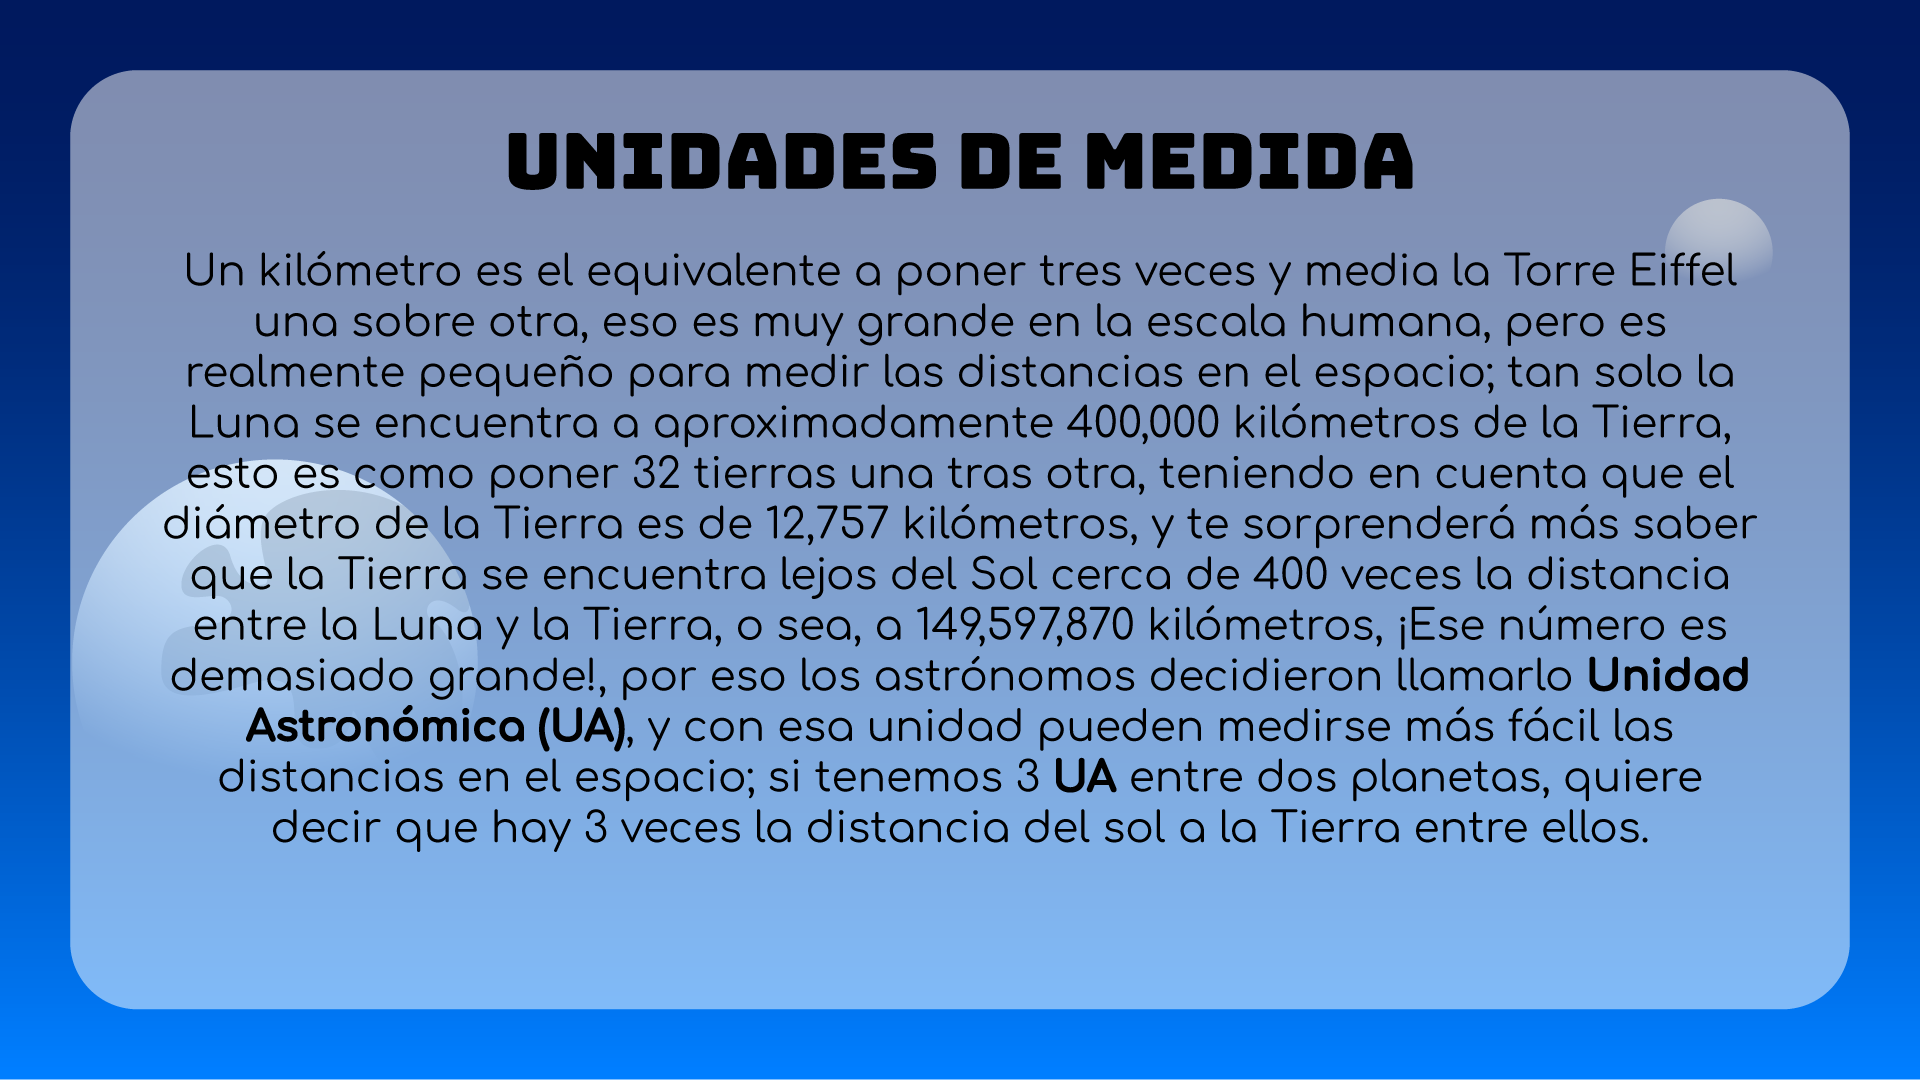 UNIDADES DE MEDIDA
Un kilómetro es el equivalente a poner tres veces y media la Torre Eiffel
una sobre otra, eso es muy grande en la escala humana, pero es
realmente pequeño para medir las distancias en el espacio; tan solo la
Luna se encuentra a aproximadamente 400,000 kilómetros de la Tierra,
esto es como poner 32 tierras una tras otra, teniendo en cuenta que el
diámetro de la Tierra es de 12,757 kilómetros, y te sorprenderá más saber
que la Tierra se encuentra lejos del Sol cerca de 400 veces la distancia
entre la Luna y la Tierra, o sea, a 149,597,870 kilómetros, ¡Ese número es
demasiado grande!, por eso los astrónomos decidieron llamarlo Unidad
Astronómica (UA), y con esa unidad pueden medirse más fácil las
distancias en el espacio; si tenemos 3 UA entre dos planetas, quiere
decir que hay 3 veces la distancia del sol a la Tierra entre ellos.